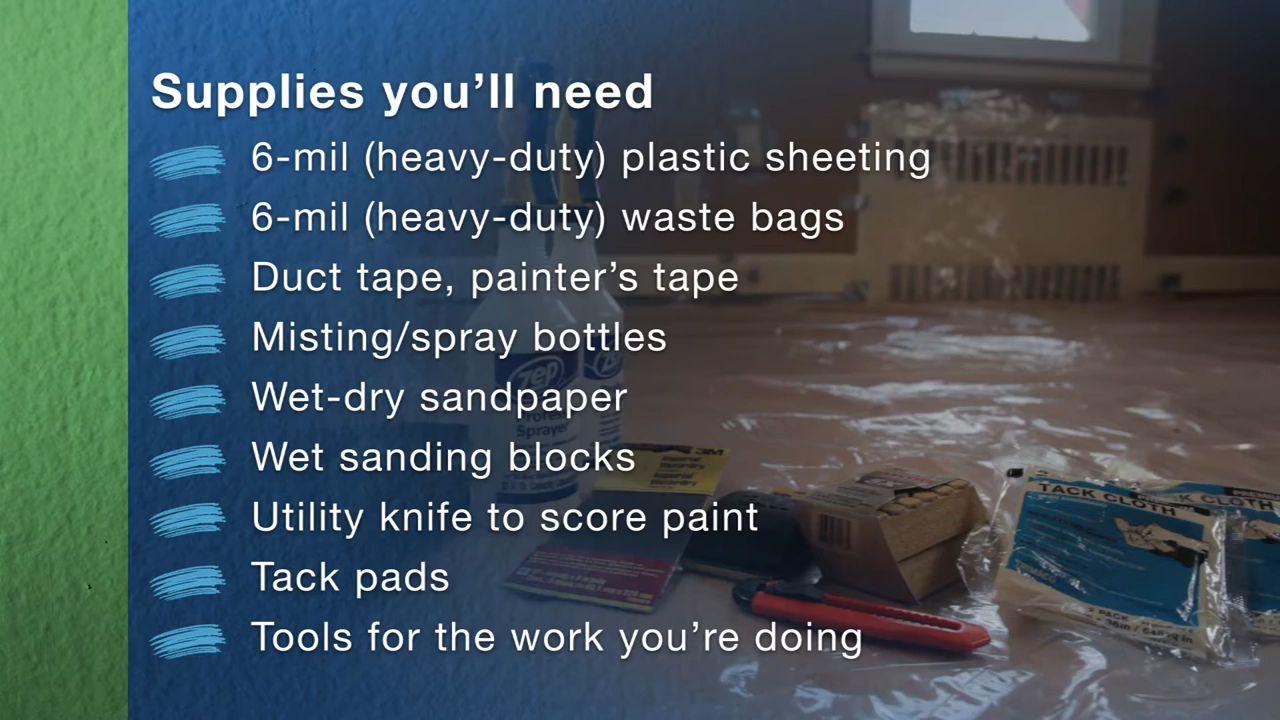 Supplies you’ll need
6-mil (heavy-duty) plastic sheeting
6-mil (heavy-duty) waste bags
Duct tape, painter’s tape
Misting/spray bottles
Wet-dry sandpaper
Wet sanding blocks
Utility knife to score paint
Tack pads
Tools for the work you’re doing
zep
Sprayer
3M
TACK CLOTH
CLOTH